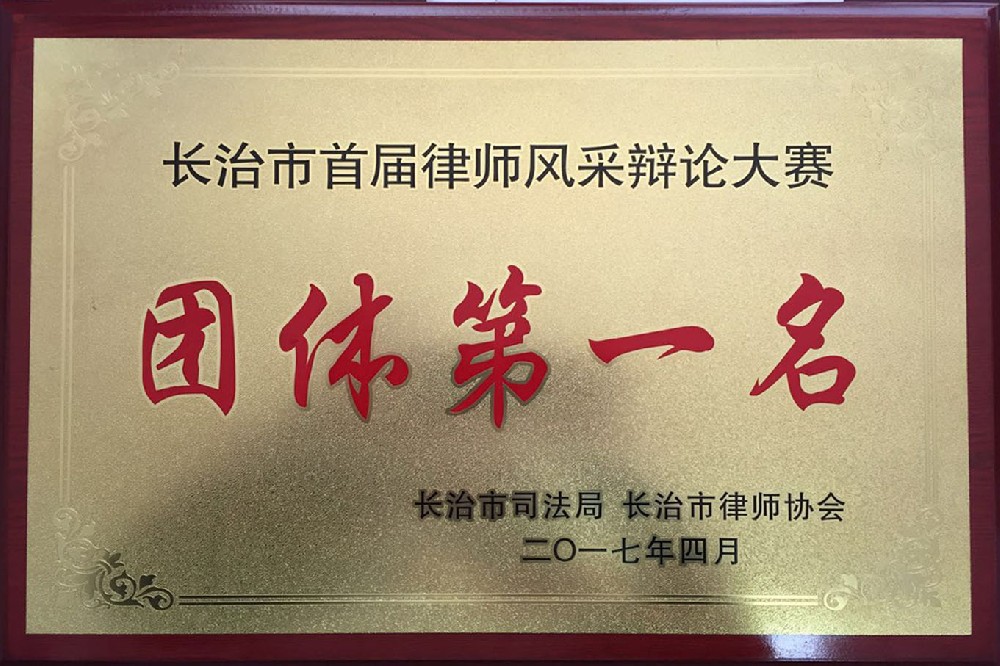 长治市首届律师风采辩论大赛
团体第一名
长治市司法局 长治市律师协会
二〇一七年四月